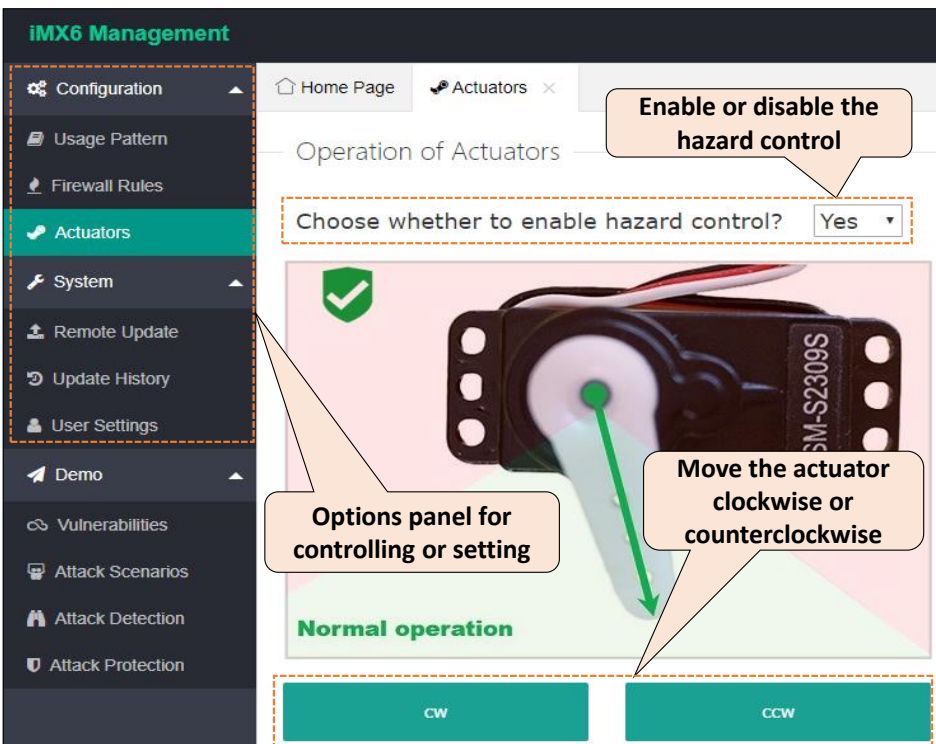 iMX6 Management
Configuration
Usage Pattern
Firewall Rules
Actuators
System
Remote Update
Update History
User Settings
Demo
Vulnerabilities
Attack Scenarios
Attack Detection
Attack Protection
Home Page
Actuators
Enable or disable the
hazard control
Operation of Actuators
Choose whether to enable hazard control? Yes
SM-S2309S
Move the actuator
clockwise or
counterclockwise
Options panel for
controlling or setting
Normal operation
CW
CCW